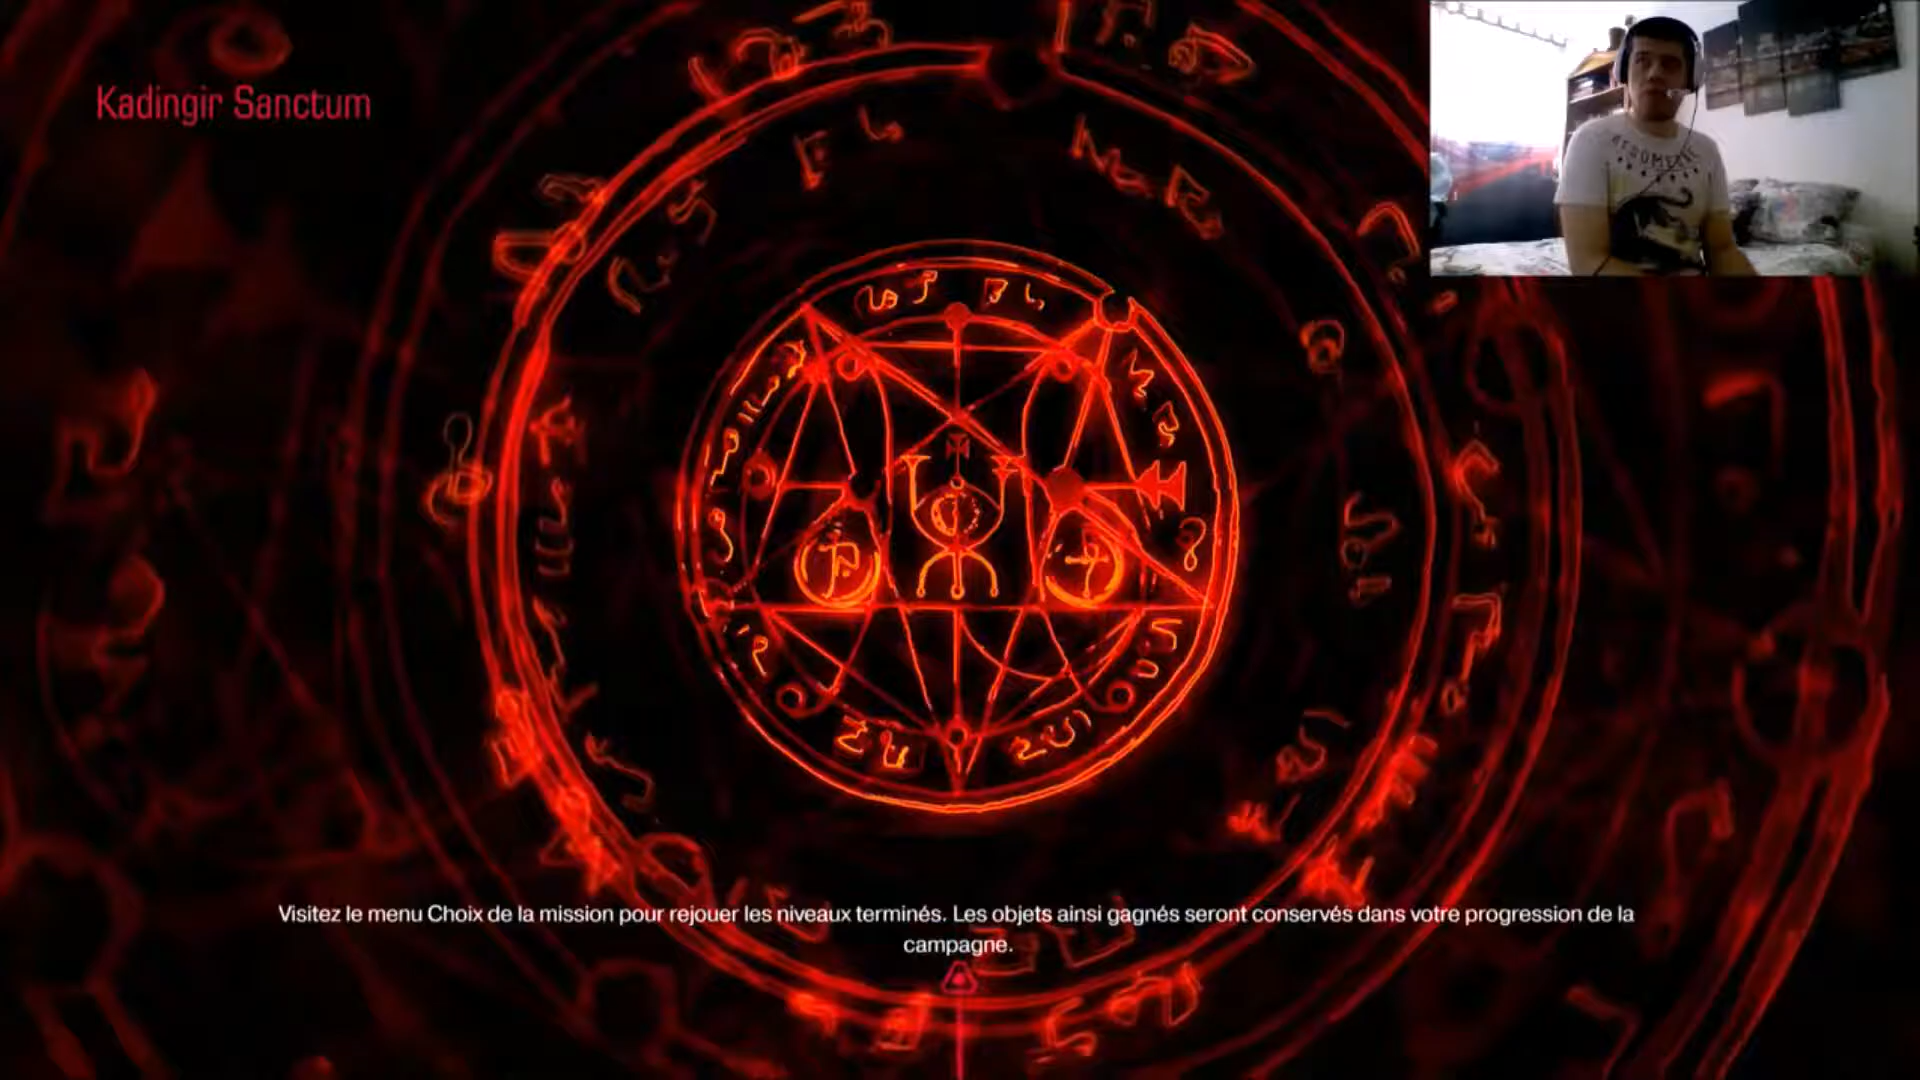 Kadingir Sanctum
Visitez le menu Choix de la mission pour rejouer les niveaux terminés. Les objets ainsi gagnés seront conservés dans votre progression de la
campagne.